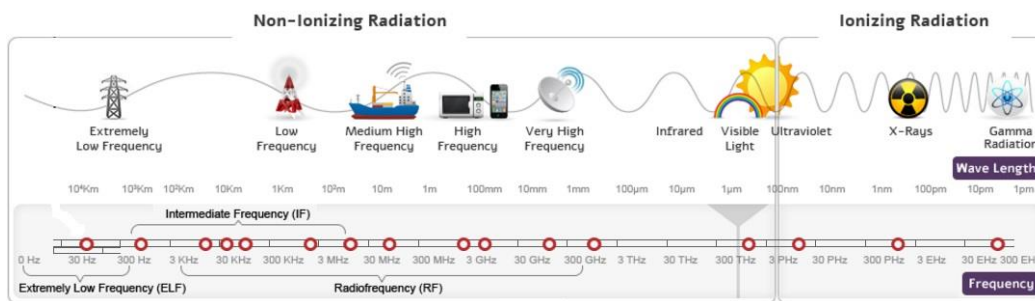 Non-Ionizing Radiation
Ionizing Radiation
Extremely
Low Frequency
Low
Frequency
Medium High
Frequency
High
Frequency
Very High
Frequency
Infrared
Visible
Light
Ultraviolet
X-Rays
Gamma
Radiation
Wave Length
10⁴Km 10³Km 10²Km 10Km 1Km 10²m 10m 1m 100mm 10mm 1mm 100μm 10μm 1μm 100nm 10nm 1nm 100pm 10pm 1pm
Intermediate Frequency (IF)
0 Hz 30 Hz 300 Hz 3 KHz 30 KHz 300 KHz 3 MHz 30 MHz 300 MHz 3 GHz 30 GHz 300 GHz 3 THz 30 THz 300 THz 3 PHz 30 PHz 300 PHz 3 EHz 30 EHz 300 EH
Extremely Low Frequency (ELF)
Radiofrequency (RF)
Frequency